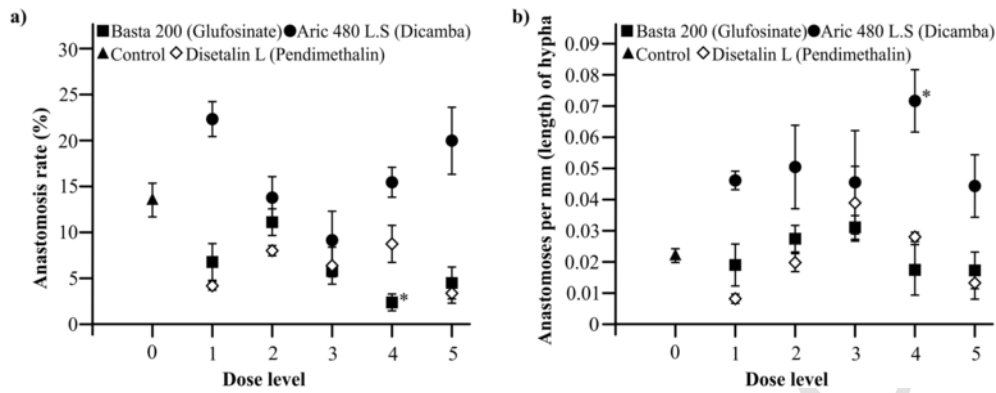 a)
■ Basta 200 (Glufosinate) ● Aric 480 L.S (Dicamba)
▲ Control ◇ Disetalin L (Pendimethalin)
Anastomosis rate (%)
30
25
20
15
10
5
0
*
0 1 2 3 4 5
Dose level
b)
■ Basta 200 (Glufosinate) ● Aric 480 L.S (Dicamba)
▲ Control ◇ Disetalin L (Pendimethalin)
Anastomoses per mm (length) of hypha
0.09
0.08
0.07
0.06
0.05
0.04
0.03
0.02
0.01
0
*
0 1 2 3 4 5
Dose level